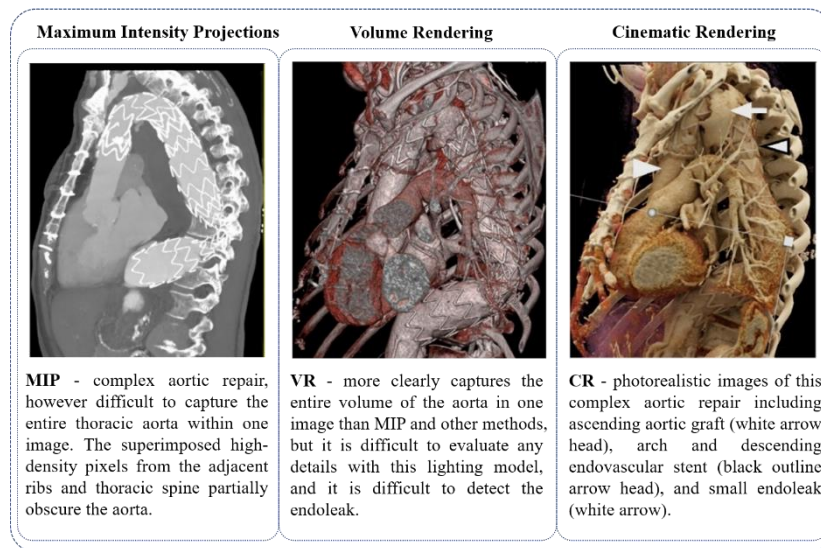 Maximum Intensity Projections
Volume Rendering
Cinematic Rendering
MIP - complex aortic repair,
however difficult to capture the
entire thoracic aorta within one
image. The superimposed high-
density pixels from the adjacent
ribs and thoracic spine partially
obscure the aorta.
VR - more clearly captures the
entire volume of the aorta in one
image than MIP and other methods,
but it is difficult to evaluate any
details with this lighting model,
and it is difficult to detect the
endoleak.
CR - photorealistic images of this
complex aortic repair including
ascending aortic graft (white arrow
head), arch and descending
endovascular stent (black outline
arrow head), and small endoleak
(white arrow).